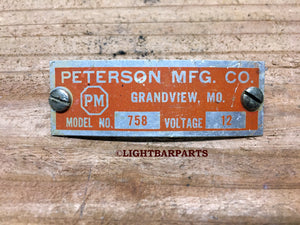 PETERSON MFG. CO.
PM GRANDVIEW, MO.
MODEL NO. 758 VOLTAGE 12
©LIGHTBARPARTS